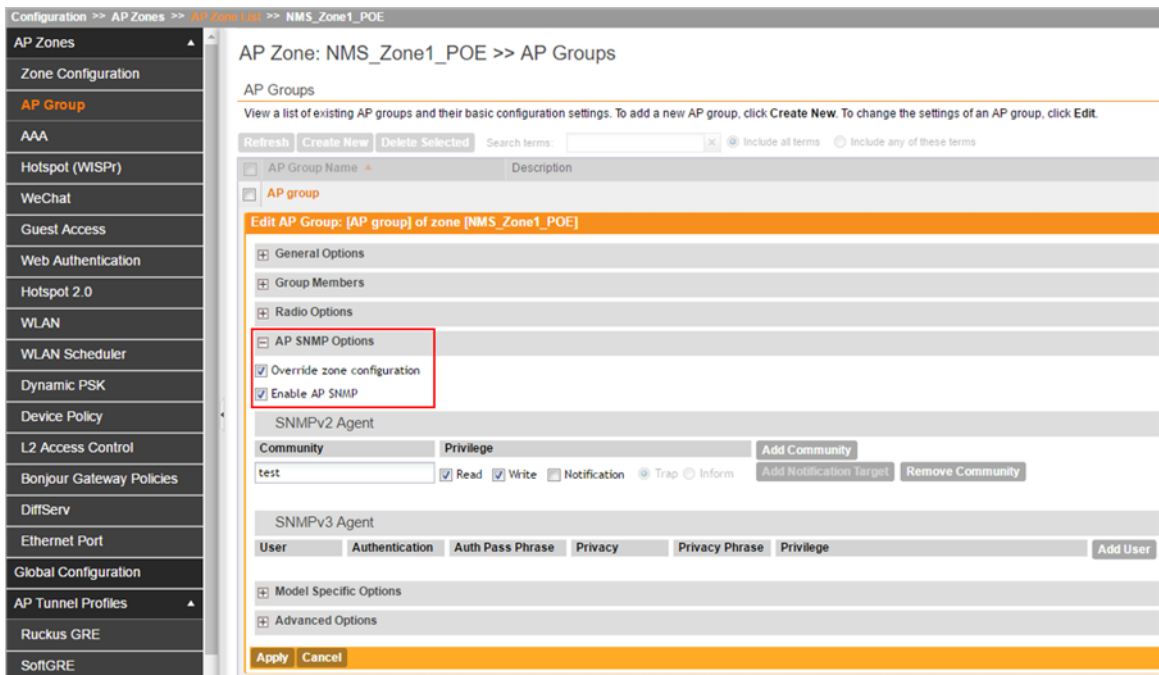 Configuration >> AP Zones >> AP Zone List >> NMS_Zone1_POE
AP Zones
Zone Configuration
AP Group
AAA
Hotspot (WISPr)
WeChat
Guest Access
Web Authentication
Hotspot 2.0
WLAN
WLAN Scheduler
Dynamic PSK
Device Policy
L2 Access Control
Bonjour Gateway Policies
DiffServ
Ethernet Port
Global Configuration
AP Tunnel Profiles
Ruckus GRE
SoftGRE
AP Zone: NMS_Zone1_POE >> AP Groups
AP Groups
View a list of existing AP groups and their basic configuration settings. To add a new AP group, click Create New. To change the settings of an AP group, click Edit.
Refresh Create New Delete Selected Search terms: Include all terms Include any of these terms
AP Group Name Description
AP group
Edit AP Group: [AP group] of zone [NMS_Zone1_POE]
General Options
Group Members
Radio Options
AP SNMP Options
Override zone configuration
Enable AP SNMP
SNMPv2 Agent
Community Privilege Add Community
test Read Write Notification Trap Inform Add Notification Target Remove Community
SNMPv3 Agent
User Authentication Auth Pass Phrase Privacy Privacy Phrase Privilege Add User
Model Specific Options
Advanced Options
Apply Cancel